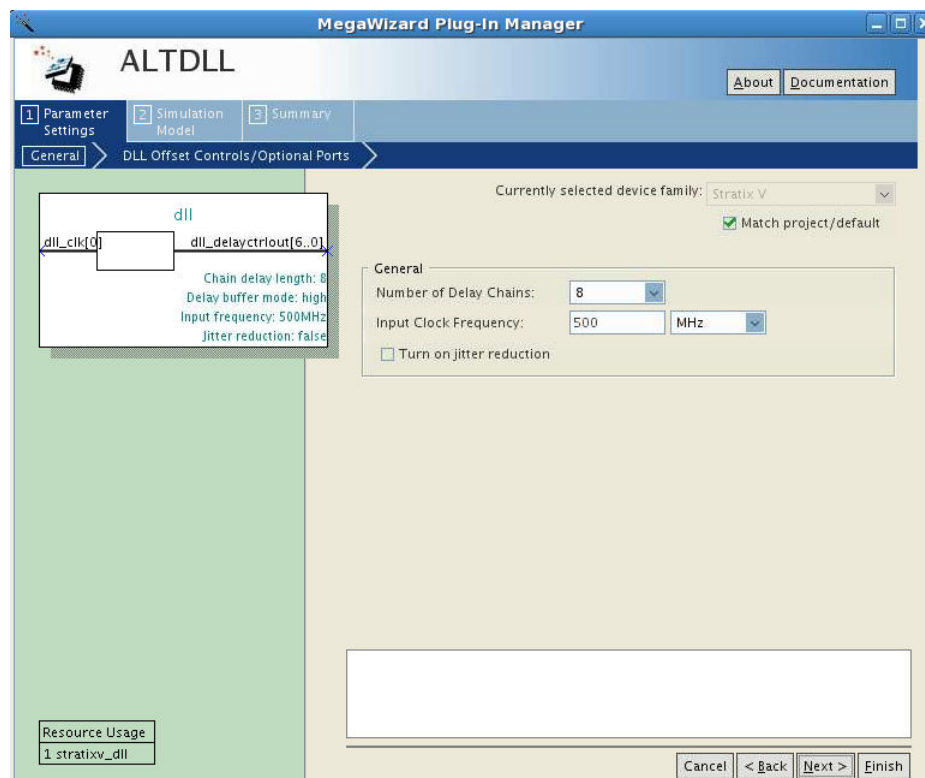 MegaWizard Plug-In Manager
ALTDLL
About
Documentation
1 Parameter Settings
2 Simulation Model
3 Summary
General
DLL Offset Controls/Optional Ports
dll
dll_clk[0]
dll_delayctrlout[6..0]
Chain delay length: 8
Delay buffer mode: high
Input frequency: 500MHz
Jitter reduction: false
Currently selected device family: Stratix V
Match project/default
General
Number of Delay Chains: 8
Input Clock Frequency: 500 MHz
Turn on jitter reduction
Resource Usage
1 stratixv_dll
Cancel
< Back
Next >
Finish